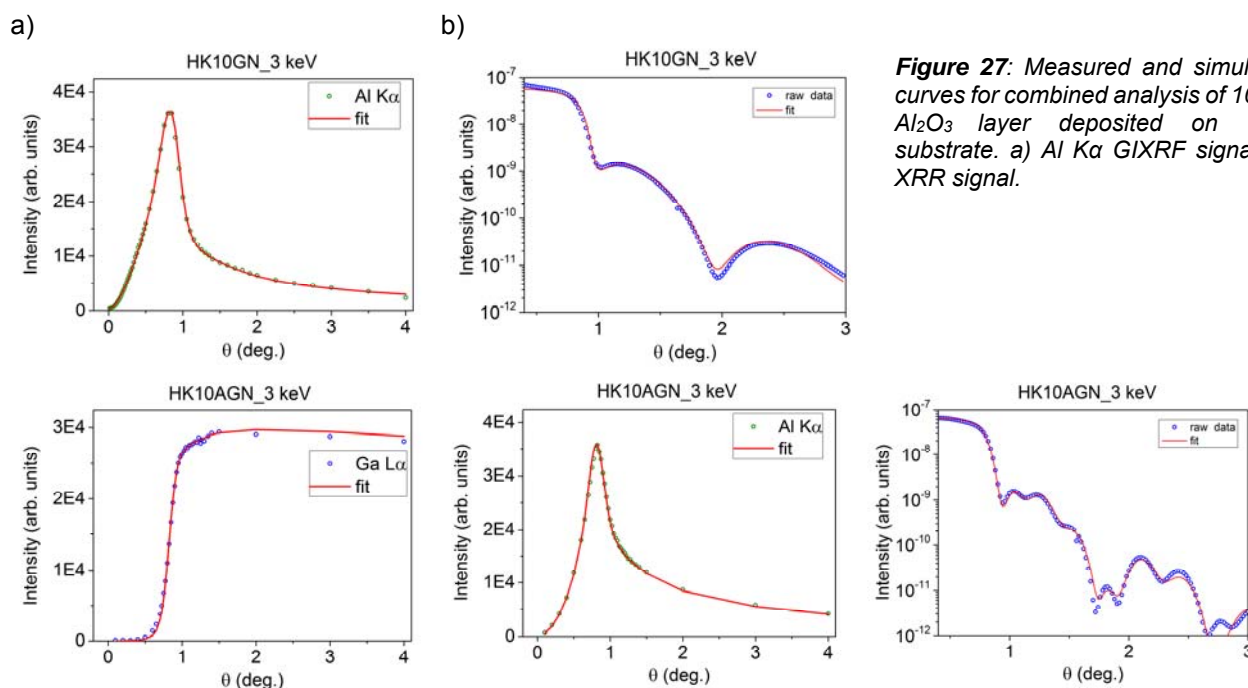 a)
b)
HK10GN_3 keV
Intensity (arb. units)
4E4
3E4
2E4
1E4
0
Al Kα
fit
0 1 2 3 4
θ (deg.)
HK10GN_3 keV
Intensity (arb. units)
10⁻⁷
10⁻⁸
10⁻⁹
10⁻¹⁰
10⁻¹¹
10⁻¹²
raw data
fit
1 2 3
θ (deg.)
Figure 27: Measured and simul
curves for combined analysis of 10
Al₂O₃ layer deposited on
substrate. a) Al Kα GIXRF signa
XRR signal.
HK10AGN_3 keV
Intensity (arb. units)
3E4
2E4
1E4
0
Ga Lα
fit
0 1 2 3 4
θ (deg.)
HK10AGN_3 keV
Intensity (arb. units)
4E4
3E4
2E4
1E4
0
Al Kα
fit
0 1 2 3 4
θ (deg.)
HK10AGN_3 keV
Intensity (arb. units)
10⁻⁷
10⁻⁸
10⁻⁹
10⁻¹⁰
10⁻¹¹
10⁻¹²
raw data
fit
1 2 3
θ (deg.)